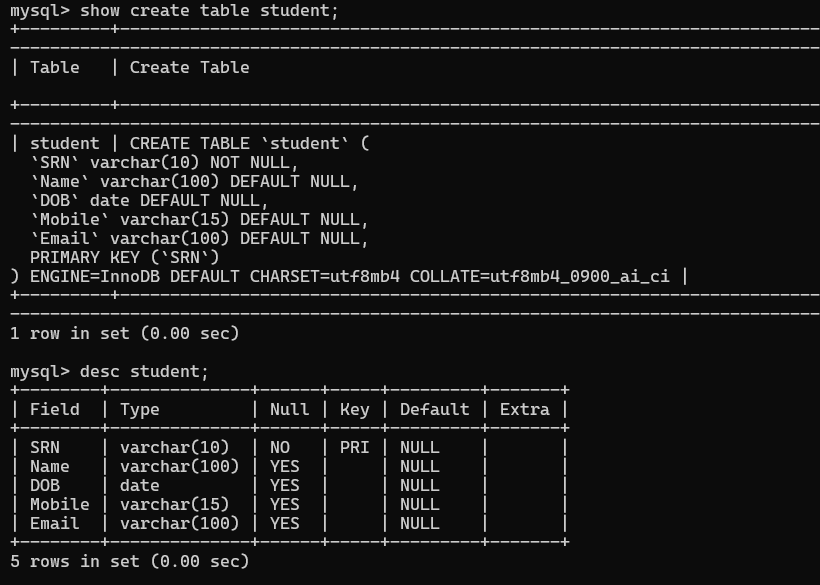 mysql> show create table student;
+---------+-----------------------------------------------------------------------
----------------------------------------------------------------------------------
| Table   | Create Table
+---------+-----------------------------------------------------------------------
----------------------------------------------------------------------------------
| student | CREATE TABLE `student` (
  `SRN` varchar(10) NOT NULL,
  `Name` varchar(100) DEFAULT NULL,
  `DOB` date DEFAULT NULL,
  `Mobile` varchar(15) DEFAULT NULL,
  `Email` varchar(100) DEFAULT NULL,
  PRIMARY KEY (`SRN`)
) ENGINE=InnoDB DEFAULT CHARSET=utf8mb4 COLLATE=utf8mb4_0900_ai_ci |
+---------+-----------------------------------------------------------------------
----------------------------------------------------------------------------------
1 row in set (0.00 sec)

mysql> desc student;
+--------+--------------+------+-----+---------+-------+
| Field  | Type         | Null | Key | Default | Extra |
+--------+--------------+------+-----+---------+-------+
| SRN    | varchar(10)  | NO   | PRI | NULL    |       |
| Name   | varchar(100) | YES  |     | NULL    |       |
| DOB    | date         | YES  |     | NULL    |       |
| Mobile | varchar(15)  | YES  |     | NULL    |       |
| Email  | varchar(100) | YES  |     | NULL    |       |
+--------+--------------+------+-----+---------+-------+
5 rows in set (0.00 sec)